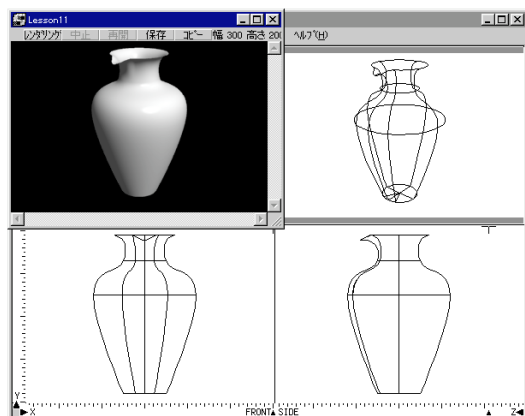 Lesson11
ﾚﾝﾀﾞﾘﾝｸﾞ 中止 再開 保存 ｺﾋﾟｰ 幅 300 高さ 200
ﾍﾙﾌﾟ(H)
Y
X FRONT SIDE Z